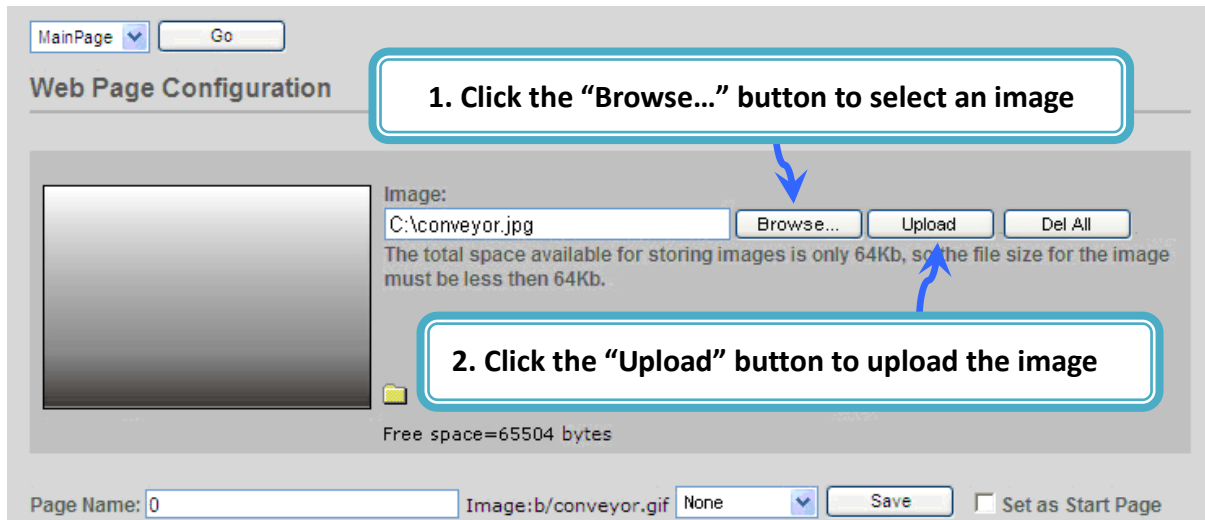 MainPage Go
Web Page Configuration
1. Click the “Browse...” button to select an image
Image:
C:\conveyor.jpg Browse... Upload Del All
The total space available for storing images is only 64Kb, so the file size for the image
must be less then 64Kb.
2. Click the “Upload” button to upload the image
Free space=65504 bytes
Page Name: 0 Image:b/conveyor.gif None Save Set as Start Page